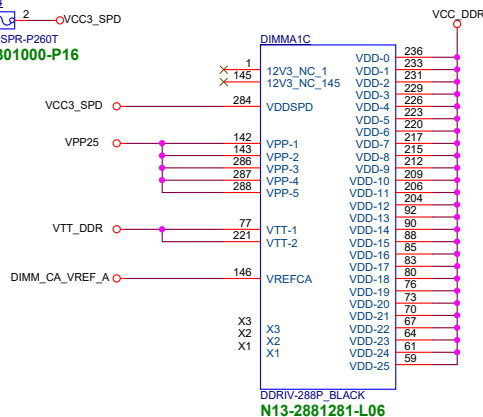 2
VCC3_SPD
SPR-P260T
301000-P16
VCC_DDR
DIMMA1C
1 12V3_NC_1
145 12V3_NC_145
VCC3_SPD 284 VDDSPD
VPP25 142 VPP-1
143 VPP-2
286 VPP-3
287 VPP-4
288 VPP-5
VTT_DDR 77 VTT-1
221 VTT-2
DIMM_CA_VREF_A 146 VREFCA
X3 X3
X2 X2
X1 X1
VDD-0 236
VDD-1 233
VDD-2 231
VDD-3 229
VDD-4 226
VDD-5 223
VDD-6 220
VDD-7 217
VDD-8 215
VDD-9 212
VDD-10 209
VDD-11 206
VDD-12 204
VDD-13 92
VDD-14 90
VDD-15 88
VDD-16 85
VDD-17 83
VDD-18 80
VDD-19 76
VDD-20 73
VDD-21 70
VDD-22 67
VDD-23 64
VDD-24 61
VDD-25 59
DDRIV-288P_BLACK
N13-2881281-L06